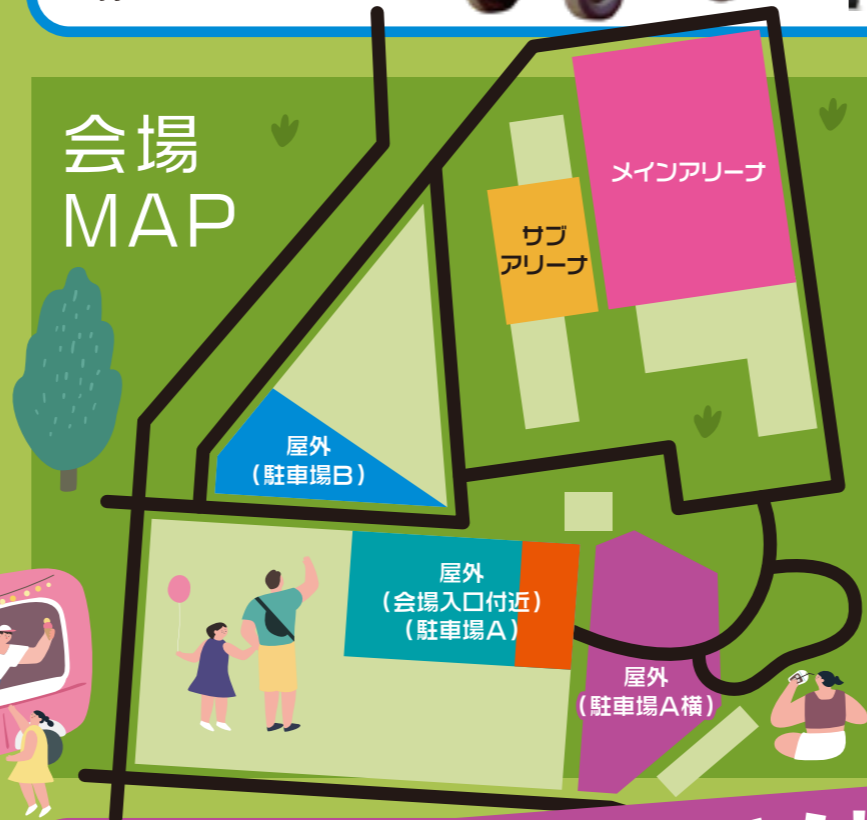 会場
MAP
メインアリーナ
サブ
アリーナ
屋外
（駐車場B）
屋外
（会場入口付近）
（駐車場A）
屋外
（駐車場A横）